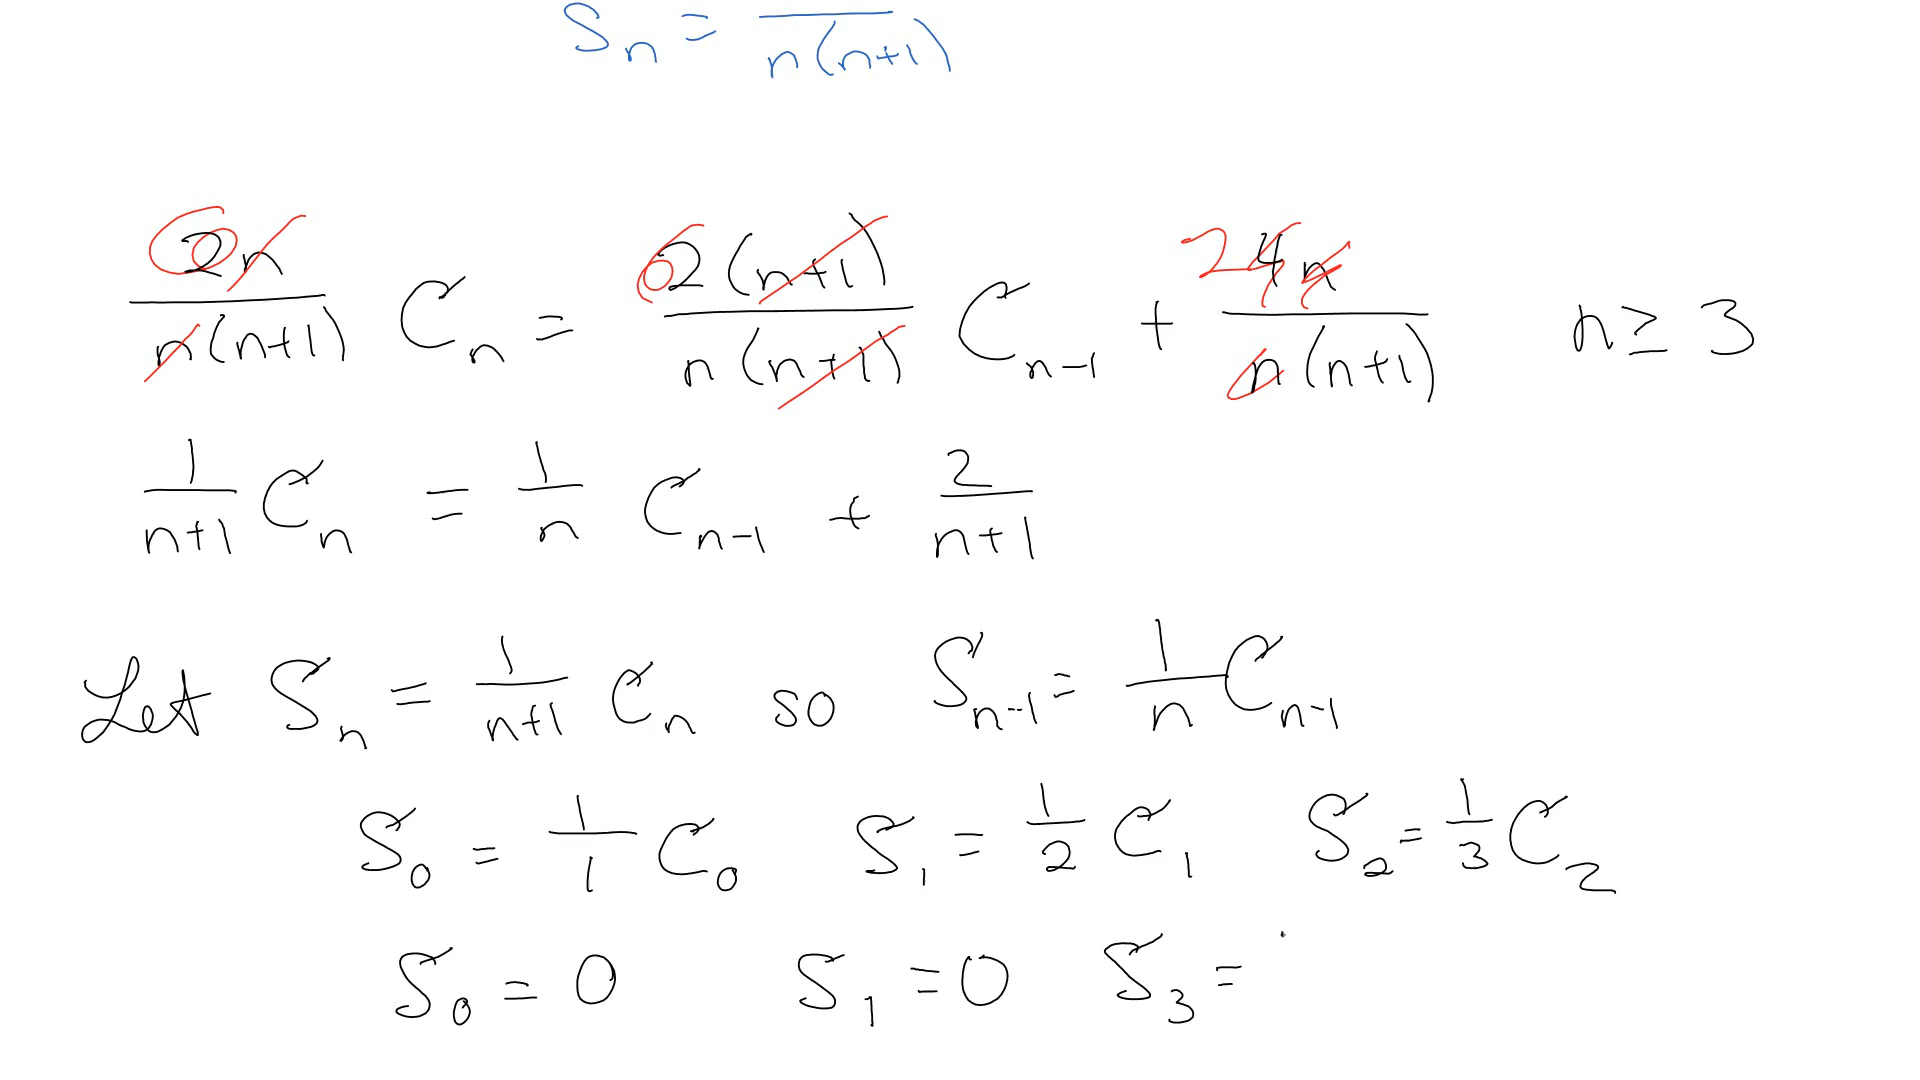 Sn = / n(n+1)
2n/n(n+1) Cn = 2(n+1)/n(n+1) Cn-1 + 2 4n/n(n+1) n ≥ 3
1/n+1 Cn = 1/n Cn-1 + 2/n+1
Let Sn = 1/n+1 Cn so Sn-1 = 1/n Cn-1
S0 = 1/1 C0 S1 = 1/2 C1 S2 = 1/3 C2
S0 = 0 S1 = 0 S3 =